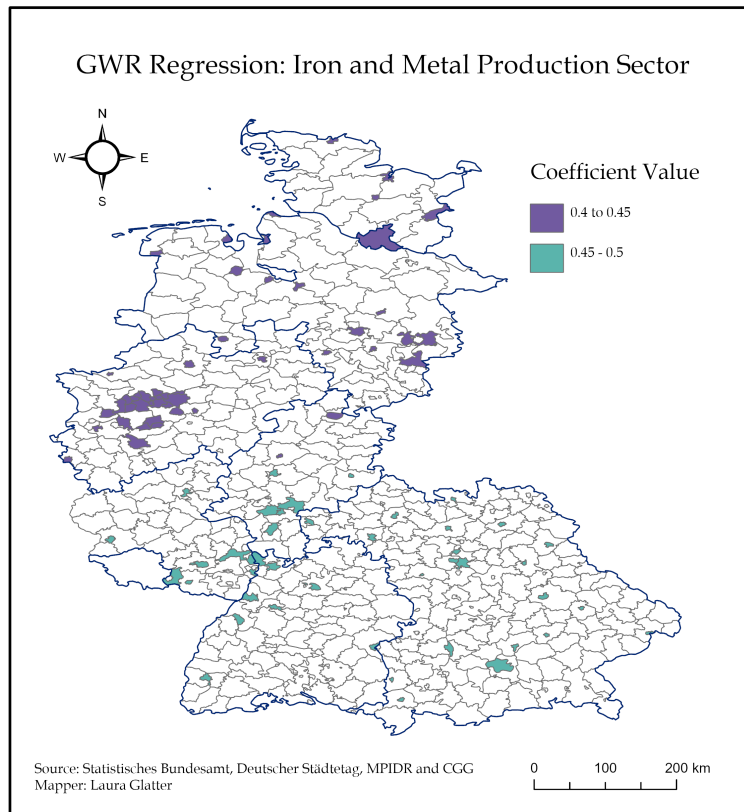 GWR Regression: Iron and Metal Production Sector
N
W E
S
Coefficient Value
0.4 to 0.45
0.45 - 0.5
Source: Statistisches Bundesamt, Deutscher Städtetag, MPIDR and CGG
Mapper: Laura Glatter
0 100 200 km